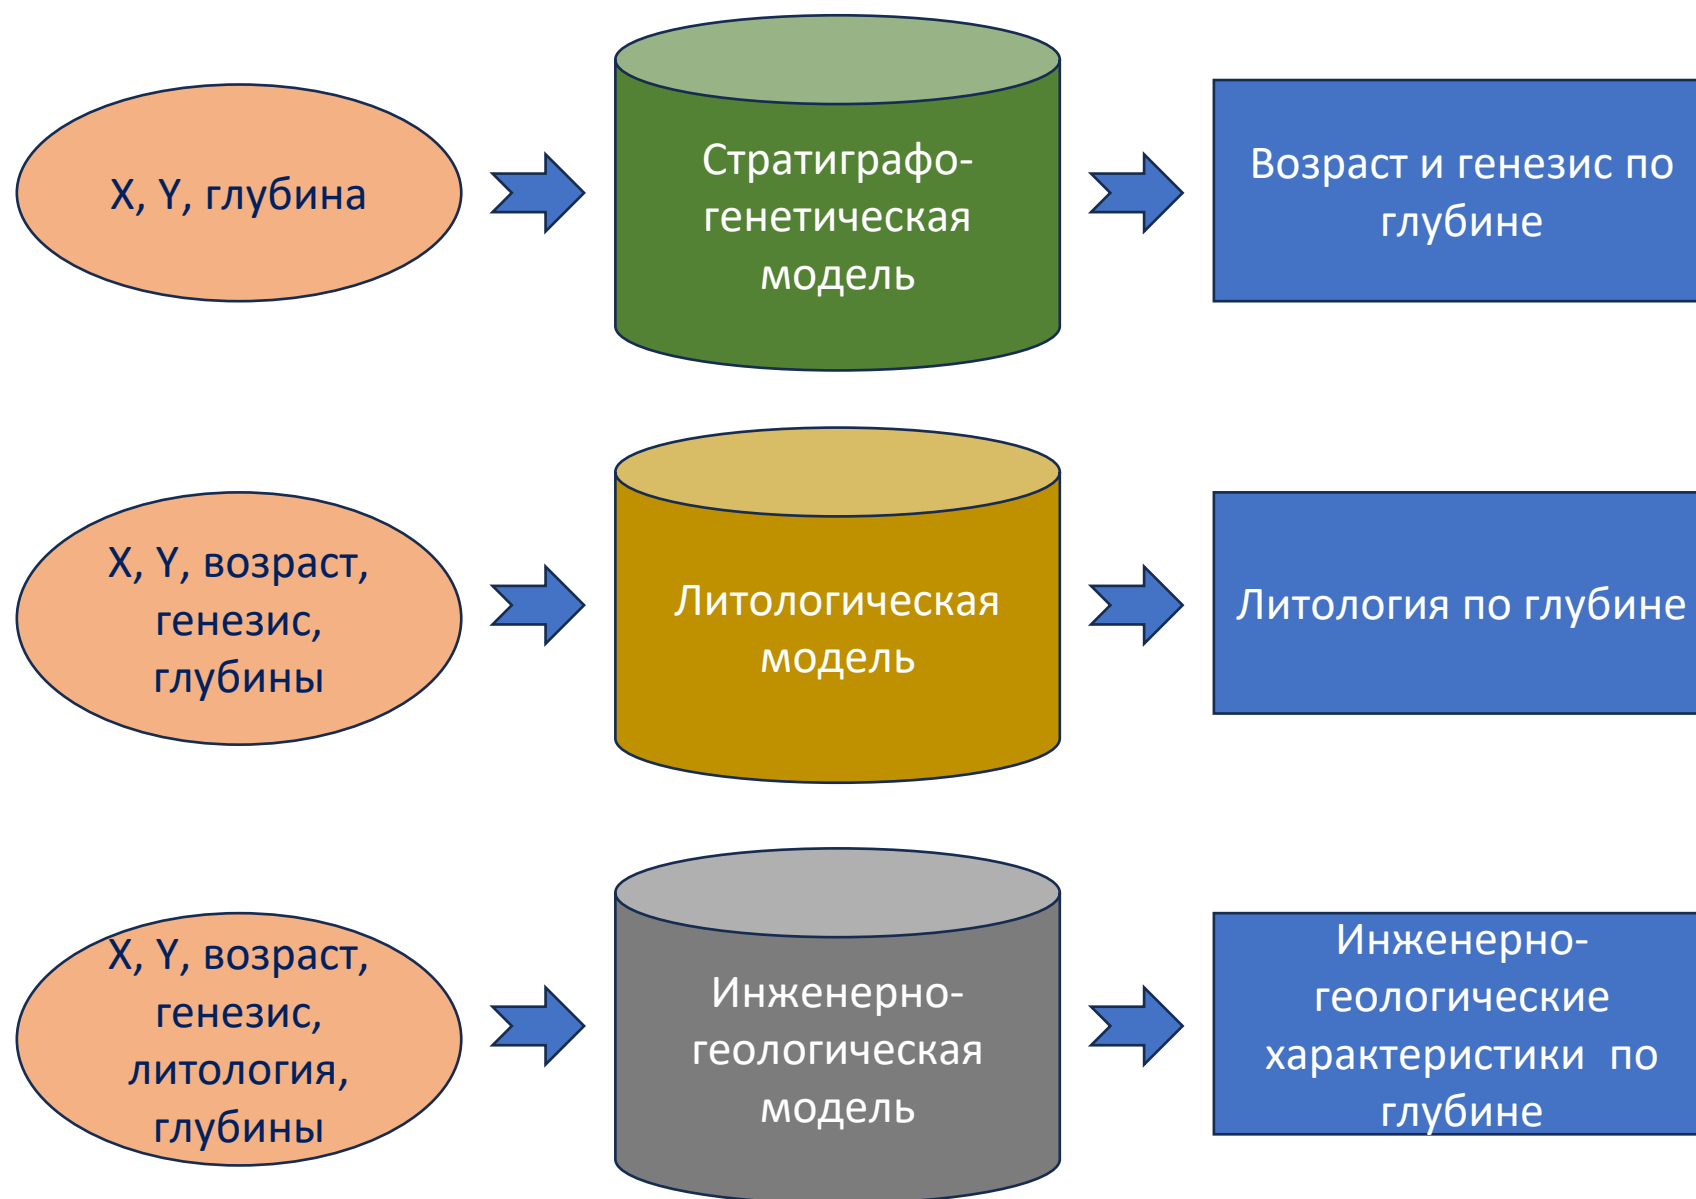 X, Y, глубина
Стратиграфо-
генетическая
модель
Возраст и генезис по
глубине
X, Y, возраст,
генезис,
глубины
Литологическая
модель
Литология по глубине
X, Y, возраст,
генезис,
литология,
глубины
Инженерно-
геологическая
модель
Инженерно-
геологические
характеристики  по
глубине